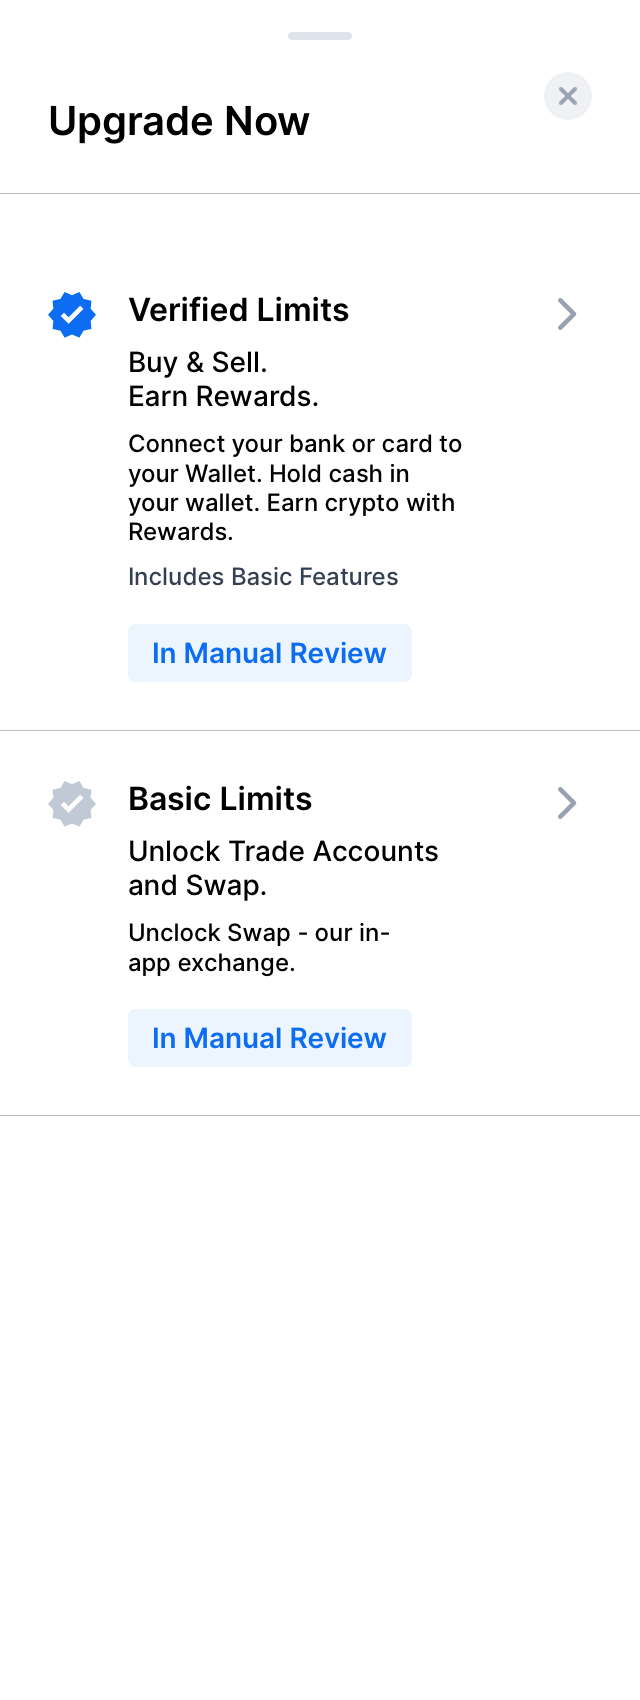 Upgrade Now
Verified Limits
Buy & Sell.
Earn Rewards.
Connect your bank or card to
your Wallet. Hold cash in
your wallet. Earn crypto with
Rewards.
Includes Basic Features
In Manual Review
Basic Limits
Unlock Trade Accounts
and Swap.
Unclock Swap - our in-
app exchange.
In Manual Review